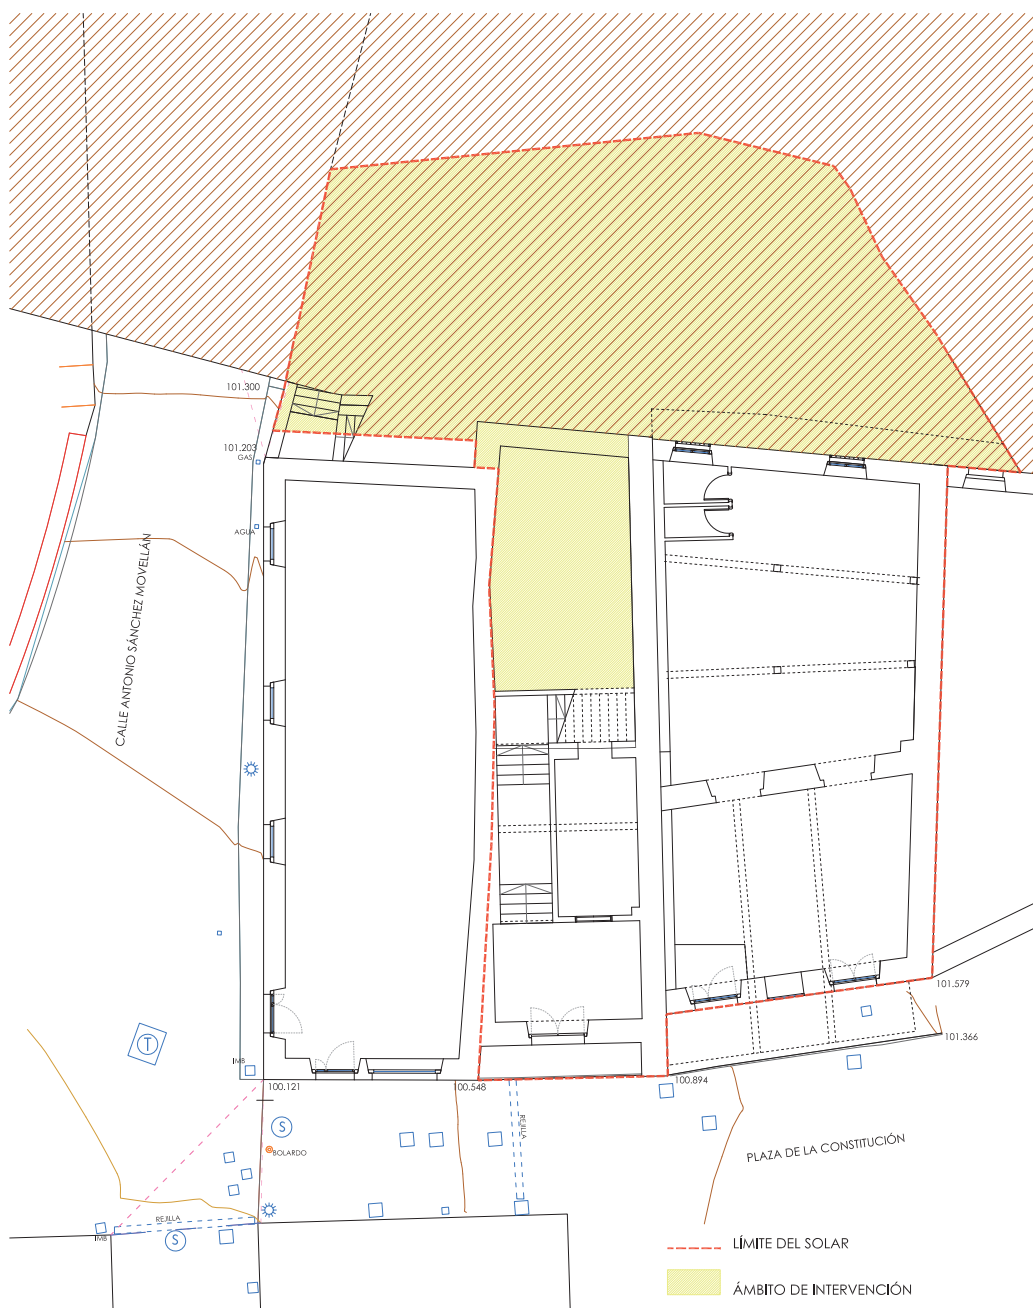 101.300
101.203
GAS
AGUA
CALLE ANTONIO SÁNCHEZ MOVELLÁN
101.579
101.366
T
IMB
100.121
100.548
100.894
S
REJILLA
BOLARDO
PLAZA DE LA CONSTITUCIÓN
REJILLA
IMB
S
LÍMITE DEL SOLAR
ÁMBITO DE INTERVENCIÓN